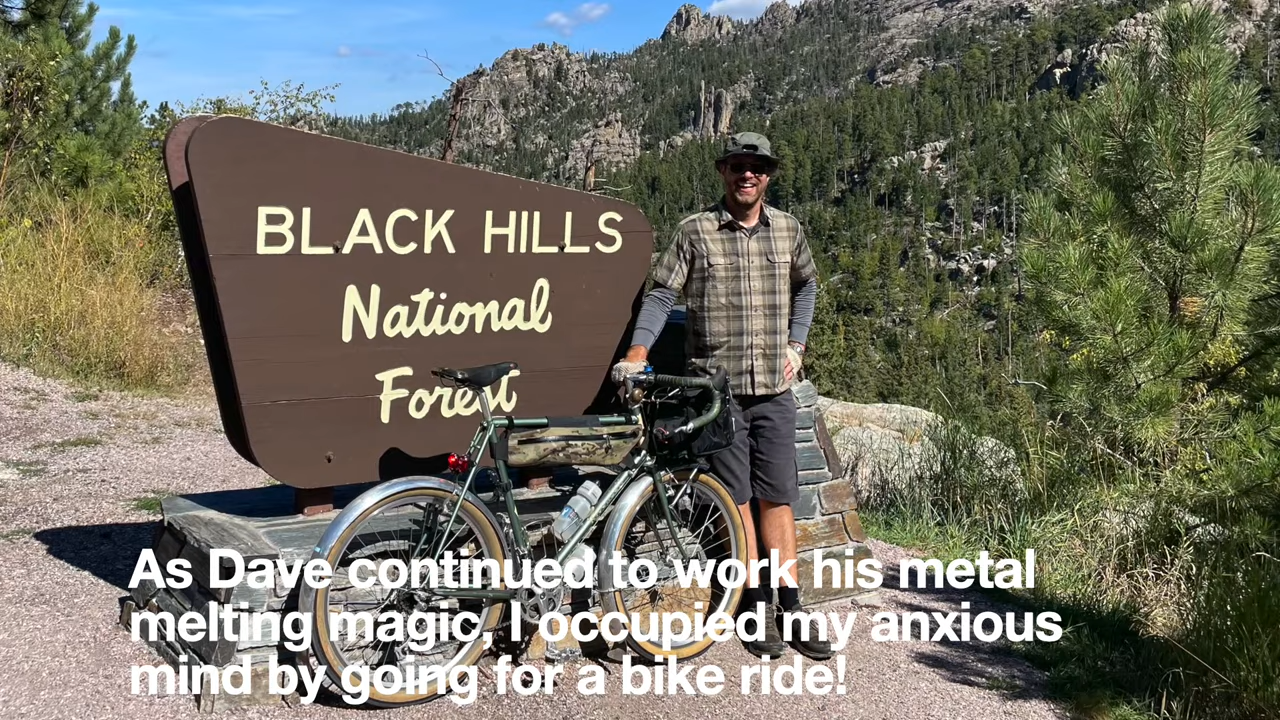 BLACK HILLS
National
Forest
As Dave continued to work his metal
melting magic, I occupied my anxious
mind by going for a bike ride!